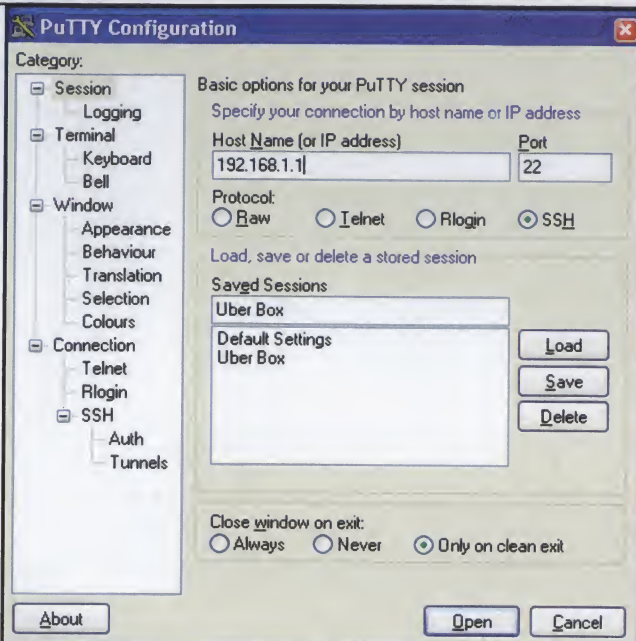 PuTTY Configuration
Category:
Session
Logging
Terminal
Keyboard
Bell
Window
Appearance
Behaviour
Translation
Selection
Colours
Connection
Telnet
Rlogin
SSH
Auth
Tunnels
Basic options for your PuTTY session
Specify your connection by host name or IP address
Host Name (or IP address) Port
192.168.1.1 22
Protocol:
Raw Telnet Rlogin SSH
Load, save or delete a stored session
Saved Sessions
Uber Box
Default Settings
Uber Box
Load
Save
Delete
Close window on exit:
Always Never Only on clean exit
About Open Cancel